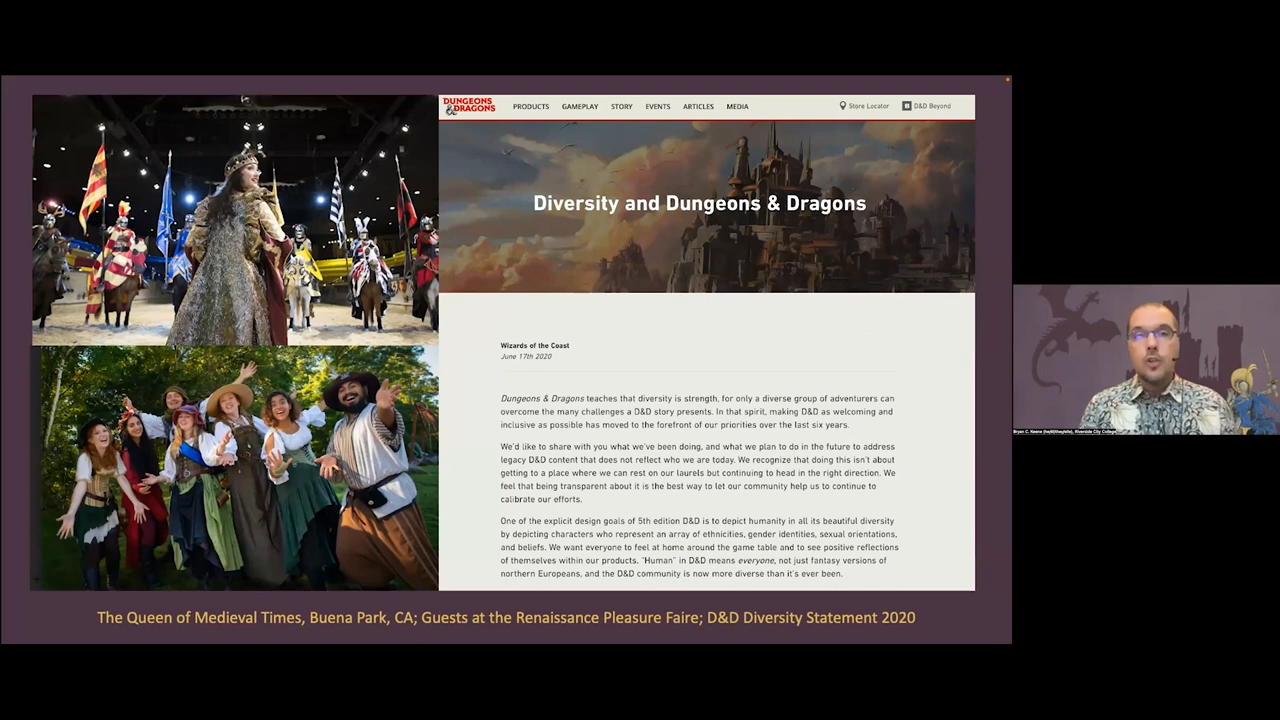 DUNGEONS
& DRAGONS
PRODUCTS GAMEPLAY STORY EVENTS ARTICLES MEDIA Store Locator D&D Beyond
Diversity and Dungeons & Dragons
Wizards of the Coast
June 17th 2020
Dungeons & Dragons teaches that diversity is strength, for only a diverse group of adventurers can
overcome the many challenges a D&D story presents. In that spirit, making D&D as welcoming and
inclusive as possible has moved to the forefront of our priorities over the last six years.
We'd like to share with you what we've been doing, and what we plan to do in the future to address
legacy D&D content that does not reflect who we are today. We recognize that doing this isn't about
getting to a place where we can rest on our laurels but continuing to head in the right direction. We
feel that being transparent about it is the best way to let our community help us to continue to
calibrate our efforts.
One of the explicit design goals of 5th edition D&D is to depict humanity in all its beautiful diversity
by depicting characters who represent an array of ethnicities, gender identities, sexual orientations,
and beliefs. We want everyone to feel at home around the game table and to see positive reflections
of themselves within our products. "Human" in D&D means everyone, not just fantasy versions of
northern Europeans, and the D&D community is now more diverse than it's ever been.
The Queen of Medieval Times, Buena Park, CA; Guests at the Renaissance Pleasure Faire; D&D Diversity Statement 2020
Bryan C. Keene (he/él/they/elle), Riverside City College